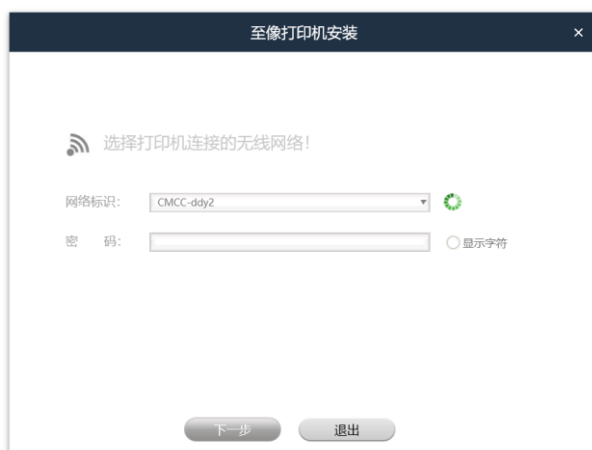 至像打印机安装
×
选择打印机连接的无线网络!
网络标识: CMCC-ddy2
密 码: 显示字符
下一步 退出